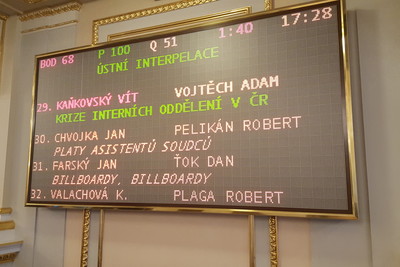 BOD 68 P 100 Q 51 1:40 17:28
ÚSTNÍ INTERPELACE
29. KAŇKOVSKÝ VÍT VOJTĚCH ADAM
KRIZE INTERNÍCH ODDĚLENÍ V ČR
30. CHVOJKA JAN PELIKÁN ROBERT
PLATY ASISTENTŮ SOUDCŮ
31. FARSKÝ JAN ŤOK DAN
BILLBOARDY, BILLBOARDY
32. VALACHOVÁ K. PLAGA ROBERT